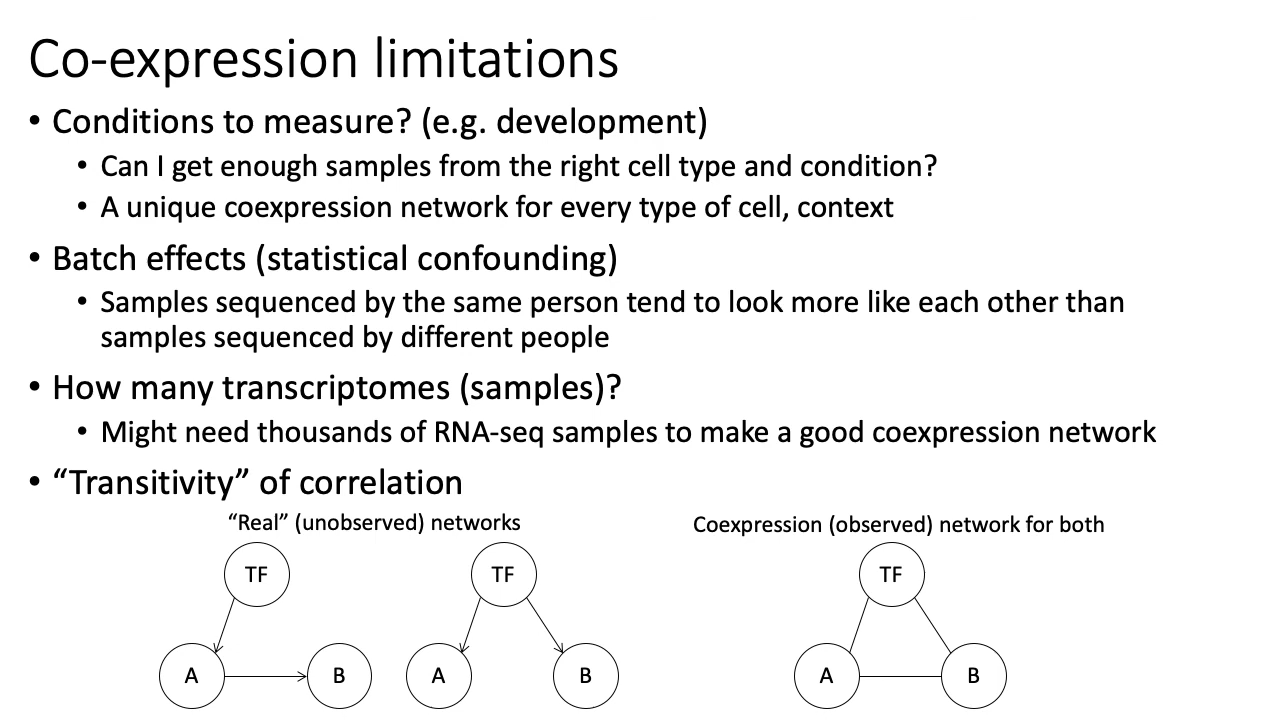 Co-expression limitations
• Conditions to measure? (e.g. development)
• Can I get enough samples from the right cell type and condition?
• A unique coexpression network for every type of cell, context
• Batch effects (statistical confounding)
• Samples sequenced by the same person tend to look more like each other than
samples sequenced by different people
• How many transcriptomes (samples)?
• Might need thousands of RNA-seq samples to make a good coexpression network
• “Transitivity” of correlation
“Real” (unobserved) networks
Coexpression (observed) network for both
TF
TF
TF
A
B
A
B
A
B